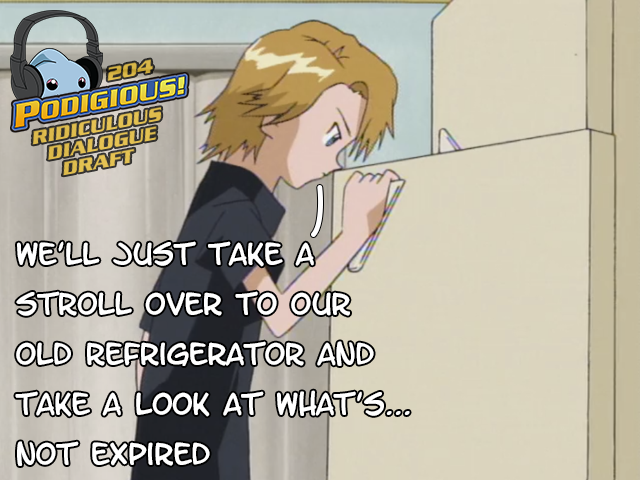 204
PODIGIOUS!
RIDICULOUS
DIALOGUE
DRAFT
WE'LL JUST TAKE A
STROLL OVER TO OUR
OLD REFRIGERATOR AND
TAKE A LOOK AT WHAT'S...
NOT EXPIRED